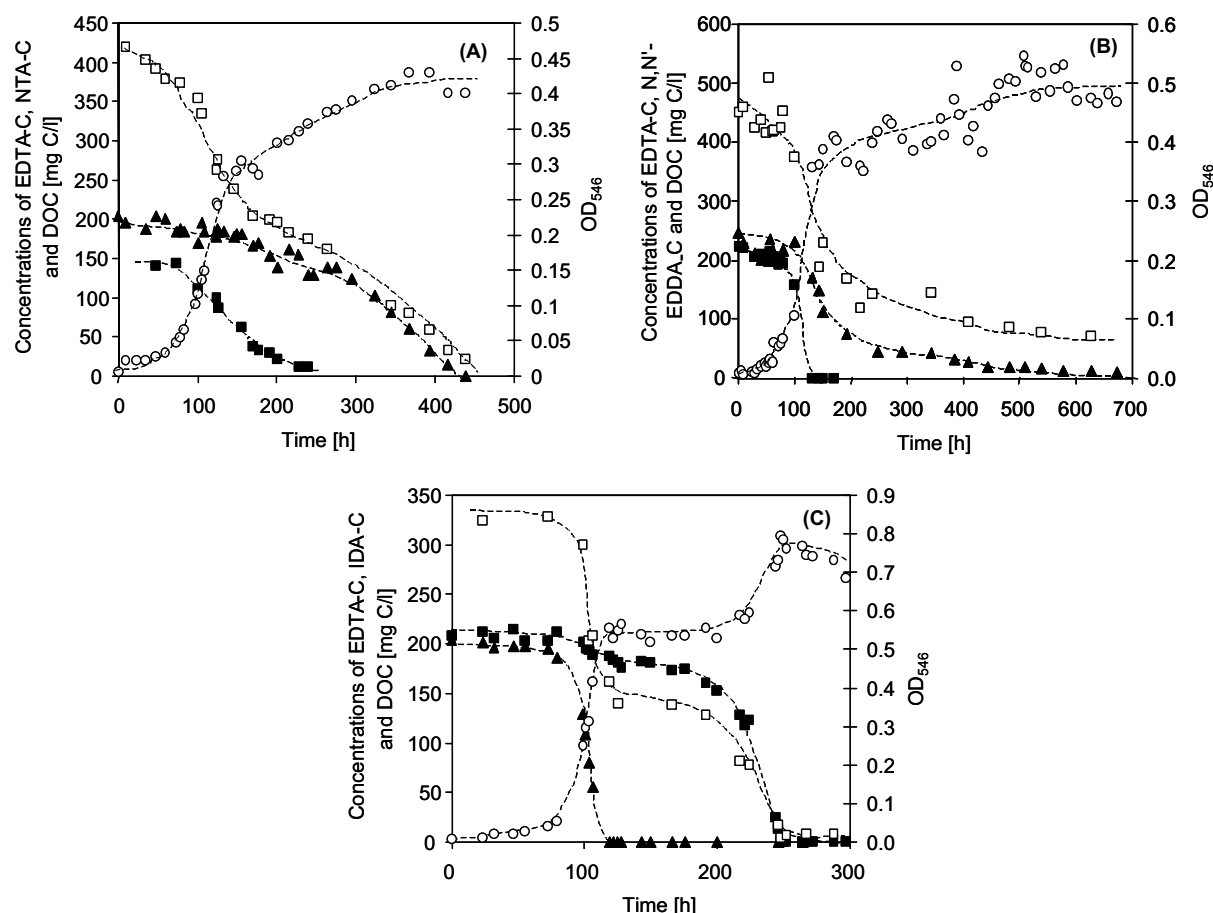 Concentrations of EDTA-C, NTA-C
and DOC [mg C/l]
450
400
350
300
250
200
150
100
50
0
(A)
0.5
0.45
0.4
0.35
0.3
0.25
0.2
0.15
0.1
0.05
0
OD546
0 100 200 300 400 500
Time [h]
Concentrations of EDTA-C, N,N'-
EDDA-C and DOC [mg C/l]
600
500
400
300
200
100
0
(B)
0.6
0.5
0.4
0.3
0.2
0.1
0.0
OD546
0 100 200 300 400 500 600 700
Time [h]
Concentrations of EDTA-C, IDA-C
and DOC [mg C/l]
350
300
250
200
150
100
50
0
(C)
0.9
0.8
0.7
0.6
0.5
0.4
0.3
0.2
0.1
0.0
OD546
0 100 200 300
Time [h]